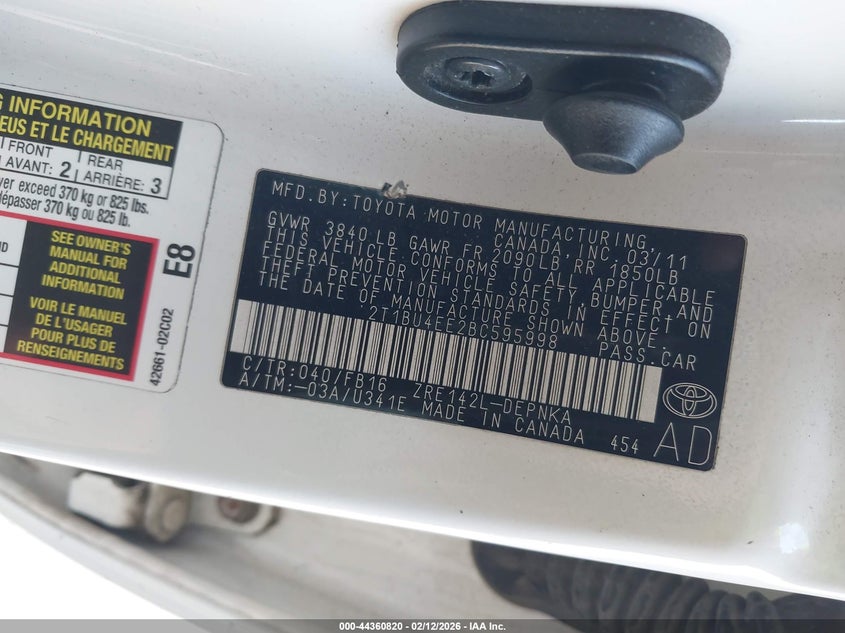 G INFORMATION
EUS ET LE CHARGEMENT
FRONT
AVANT: 2
REAR
ARRIÈRE: 3
ver exceed 370 kg or 825 lbs.
dépasser 370 kg ou 825 lb.
SEE OWNER'S
MANUAL FOR
ADDITIONAL
INFORMATION
VOIR LE MANUEL
DE L'USAGER
POUR PLUS DE
RENSEIGNEMENTS
E8
42661-02C02
MFD.BY:TOYOTA MOTOR MANUFACTURING,
CANADA,INC.03/11
GVWR 3840LB GAWR FR 2090LB RR 1850LB
THIS VEHICLE CONFORMS TO ALL APPLICABLE
FEDERAL MOTOR VEHICLE SAFETY,BUMPER,AND
THEFT PREVENTION STANDARDS IN EFFECT ON
THE DATE OF MANUFACTURE SHOWN ABOVE.
2T1BU4EE2BC595998 PASS.CAR
C/TR:040/FB16 ZRE142L-DEPNKA
A/TM:-03A/U341E MADE IN CANADA 454
AD
000-44360820 - 02/12/2026 - IAA Inc.